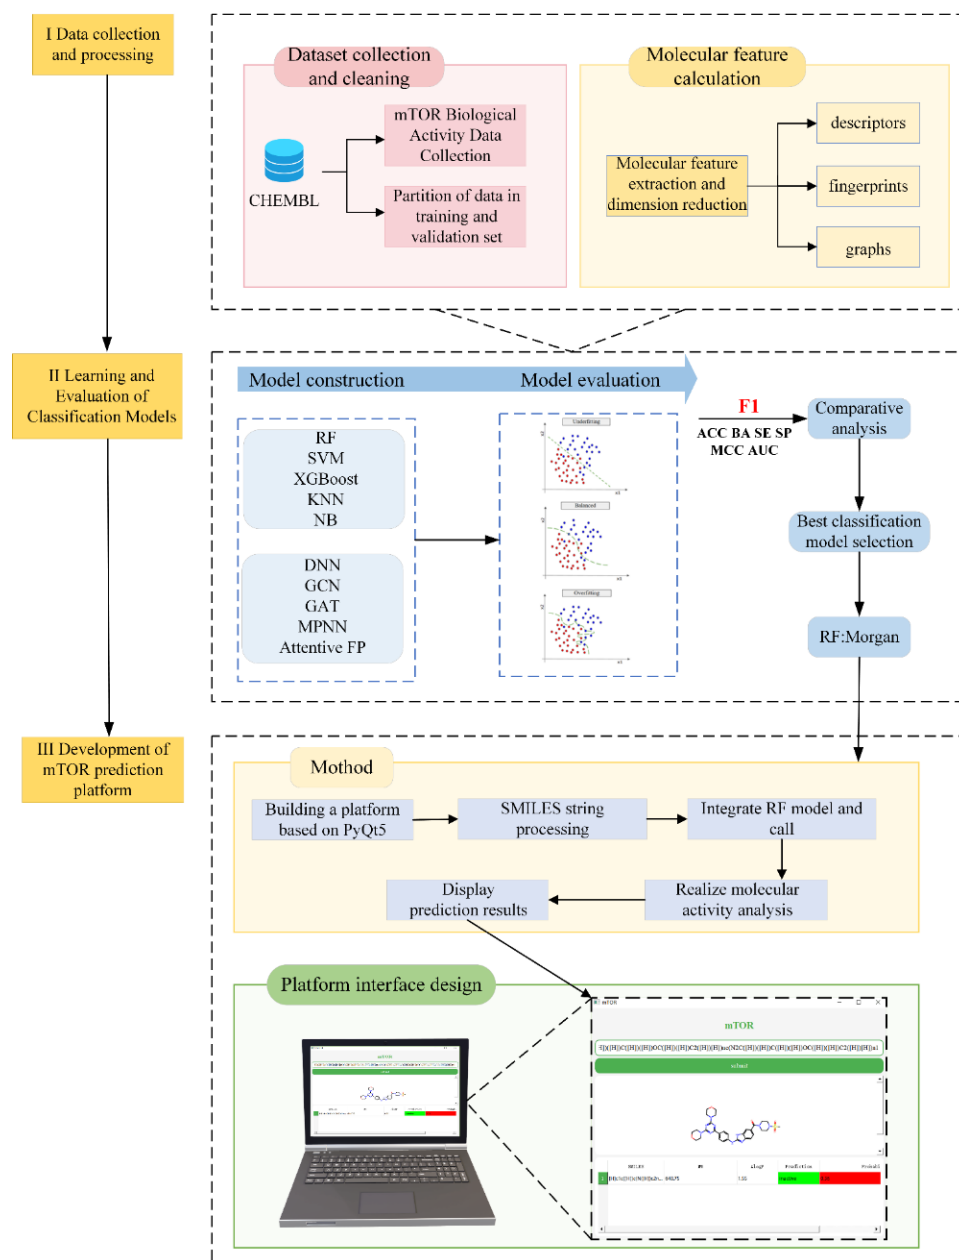 I Data collection
and processing
Dataset collection
and cleaning
mTOR Biological
Activity Data
Collection
CHEMBL
Partition of data in
training and
validation set
Molecular feature
calculation
Molecular feature
extraction and
dimension reduction
descriptors
fingerprints
graphs
II Learning and
Evaluation of
Classification Models
Model construction
Model evaluation
RF
SVM
XGBoost
KNN
NB
DNN
GCN
GAT
MPNN
Attentive FP
Underfitting
Balanced
Overfitting
F1
ACC BA SE SP
MCC AUC
Comparative
analysis
Best classification
model selection
RF:Morgan
III Development of
mTOR prediction
platform
Mothod
Building a platform
based on PyQt5
SMILES string
processing
Integrate RF model and
call
Realize molecular
activity analysis
Display
prediction results
Platform interface design
mTOR
mTOR
submit
SMILES
Prediction